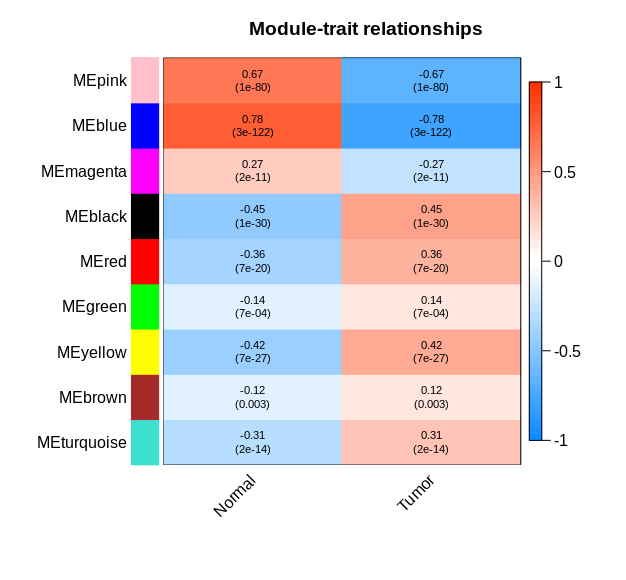 Module-trait relationships
MEpink
0.67
(1e-80)
-0.67
(1e-80)
MEblue
0.78
(3e-122)
-0.78
(3e-122)
MEmagenta
0.27
(2e-11)
-0.27
(2e-11)
MEblack
-0.45
(1e-30)
0.45
(1e-30)
MEred
-0.36
(7e-20)
0.36
(7e-20)
MEgreen
-0.14
(7e-04)
0.14
(7e-04)
MEyellow
-0.42
(7e-27)
0.42
(7e-27)
MEbrown
-0.12
(0.003)
0.12
(0.003)
MEturquoise
-0.31
(2e-14)
0.31
(2e-14)
Normal
Tumor
1
0.5
0
-0.5
-1